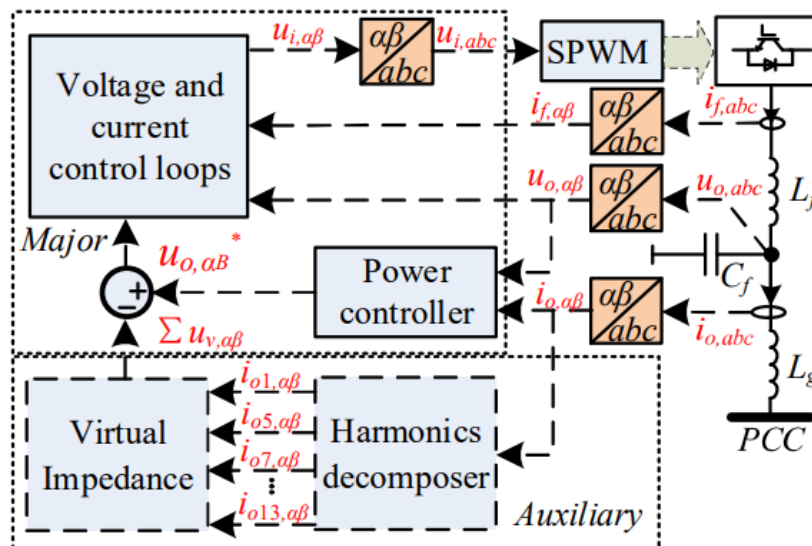 u_{i,αβ}
αβ
abc
u_{i,abc}
SPWM
Voltage and
current
control loops
i_{f,αβ}
αβ
abc
i_{f,abc}
u_{o,αβ}
αβ
abc
u_{o,abc}
L_f
Major
u_{o,αB}^*
+
−
Power
controller
C_f
i_{o,αβ}
αβ
abc
i_{o,abc}
∑ u_{v,αβ}
L_g
PCC
Virtual
Impedance
i_{o1,αβ}
i_{o5,αβ}
i_{o7,αβ}
⋮
i_{o13,αβ}
Harmonics
decomposer
Auxiliary